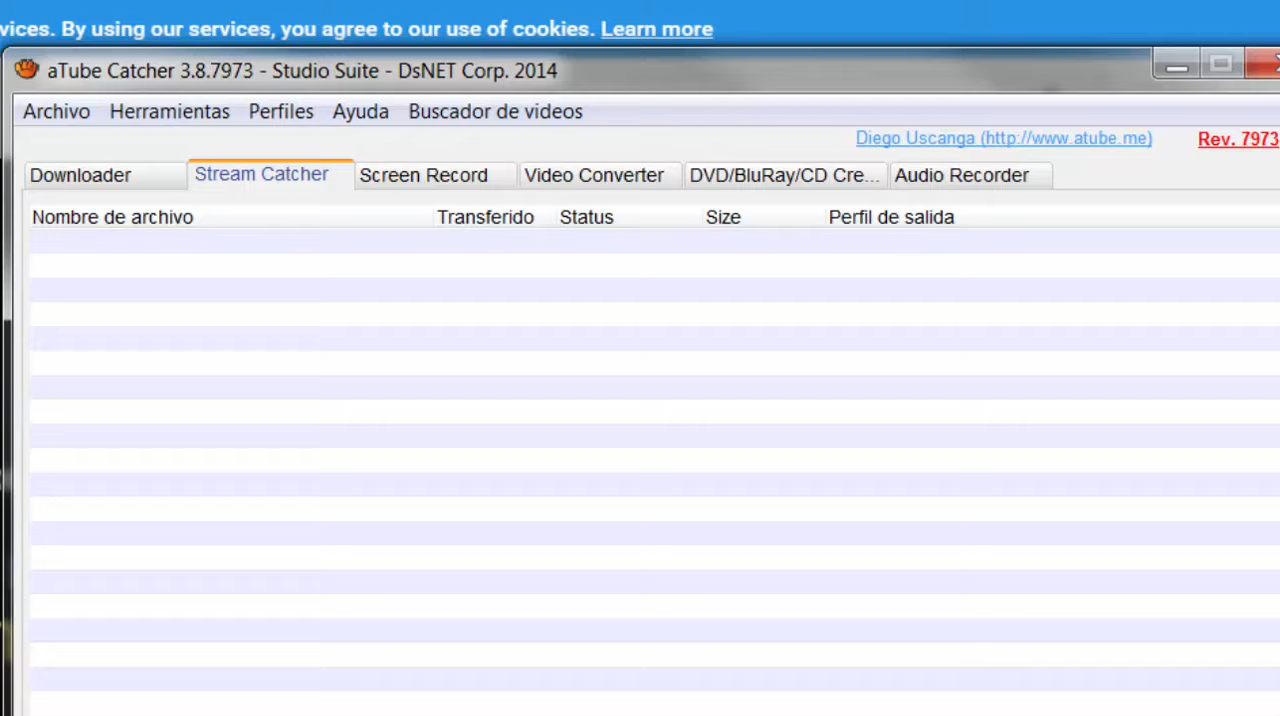 vices. By using our services, you agree to our use of cookies. Learn more
aTube Catcher 3.8.7973 - Studio Suite - DsNET Corp. 2014
Archivo Herramientas Perfiles Ayuda Buscador de videos
Diego Uscanga (http://www.atube.me) Rev. 7973
Downloader Stream Catcher Screen Record Video Converter DVD/BluRay/CD Cre... Audio Recorder
Nombre de archivo Transferido Status Size Perfil de salida